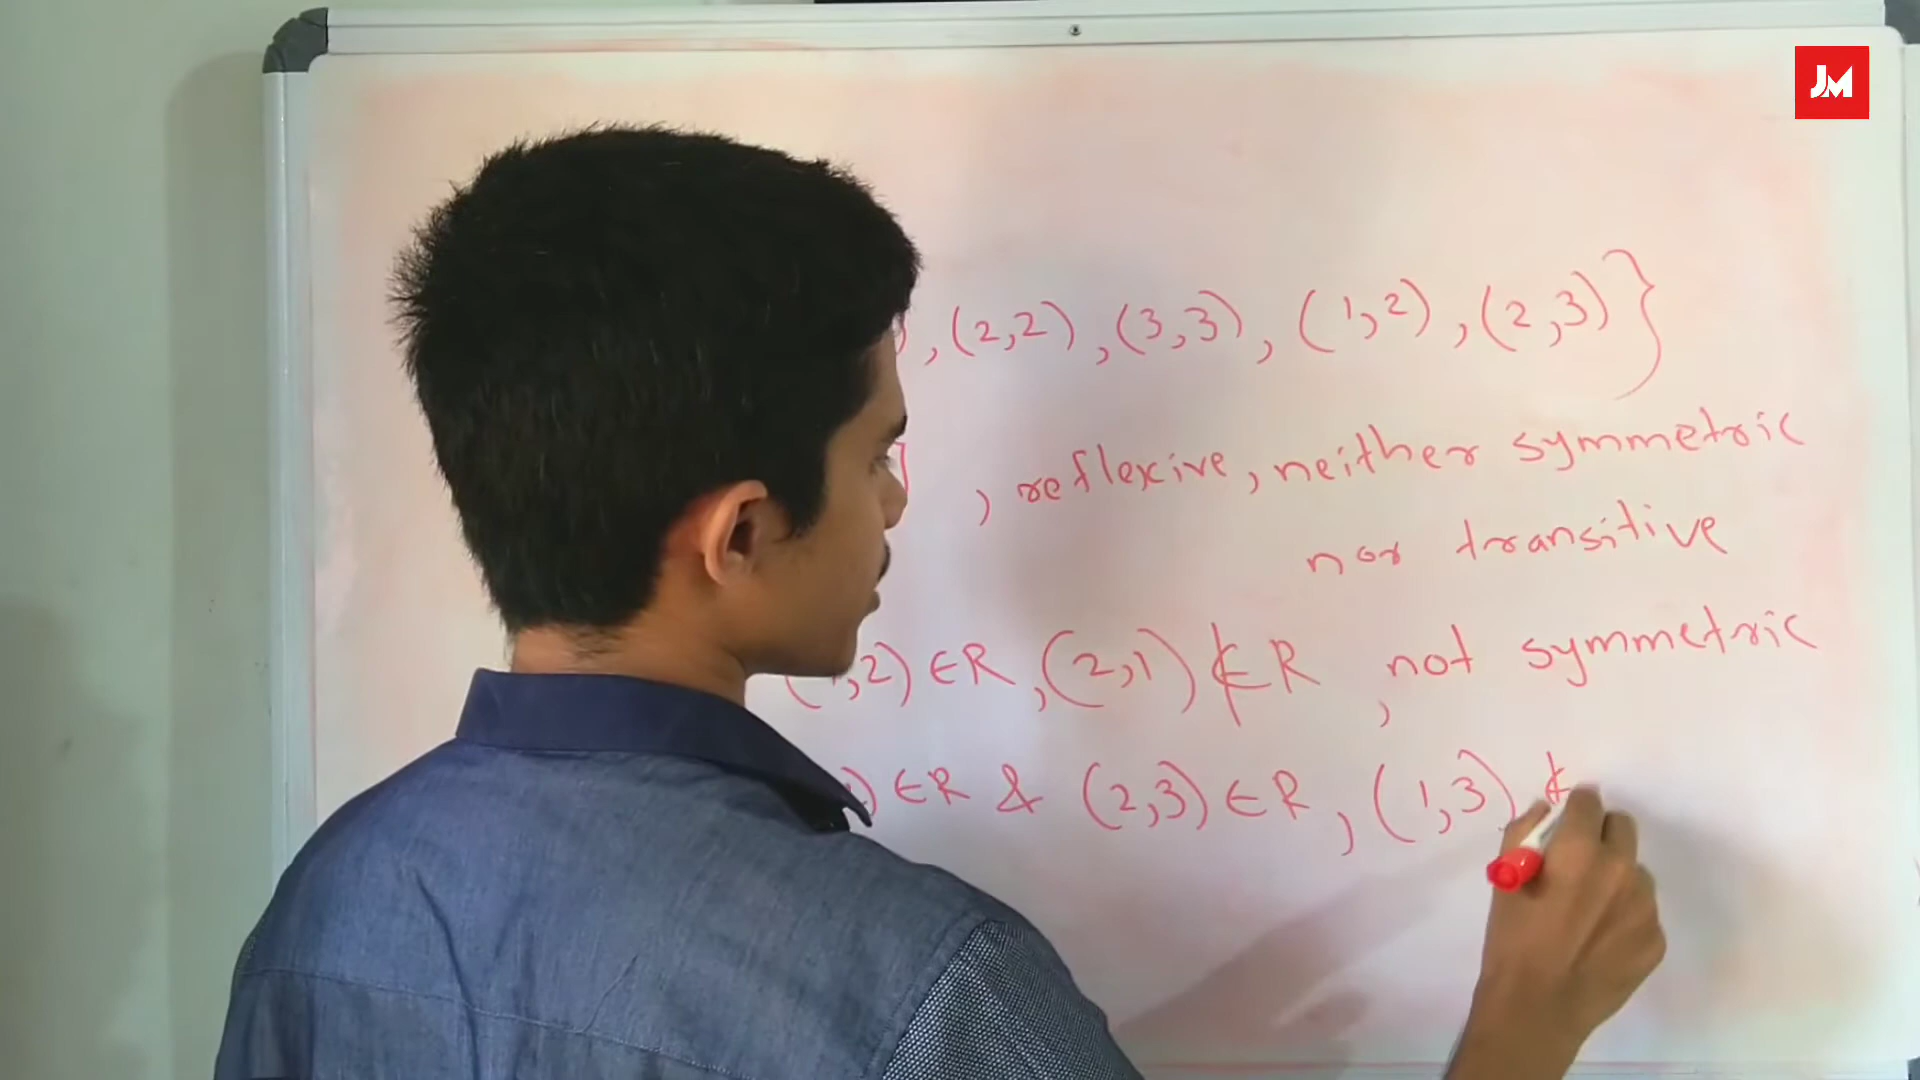 JM
, (2,2) , (3,3) , (1,2) , (2,3) }
] , reflexive, neither symmetric
nor transitive
(1,2) ∈ R , (2,1) ∉ R , not symmetric
) ∈ R & (2,3) ∈ R , (1,3) ∉